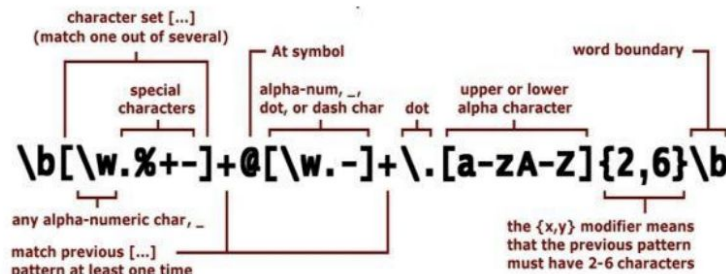 character set [...]
(match one out of several)
At symbol
word boundary
special
characters
alpha-num, _,
dot, or dash char
dot
upper or lower
alpha character
\b[\w.%+-]+@[\w.-]+\.[a-zA-Z]{2,6}\b
any alpha-numeric char, _
match previous [...]
pattern at least one time
the {x,y} modifier means
that the previous pattern
must have 2-6 characters